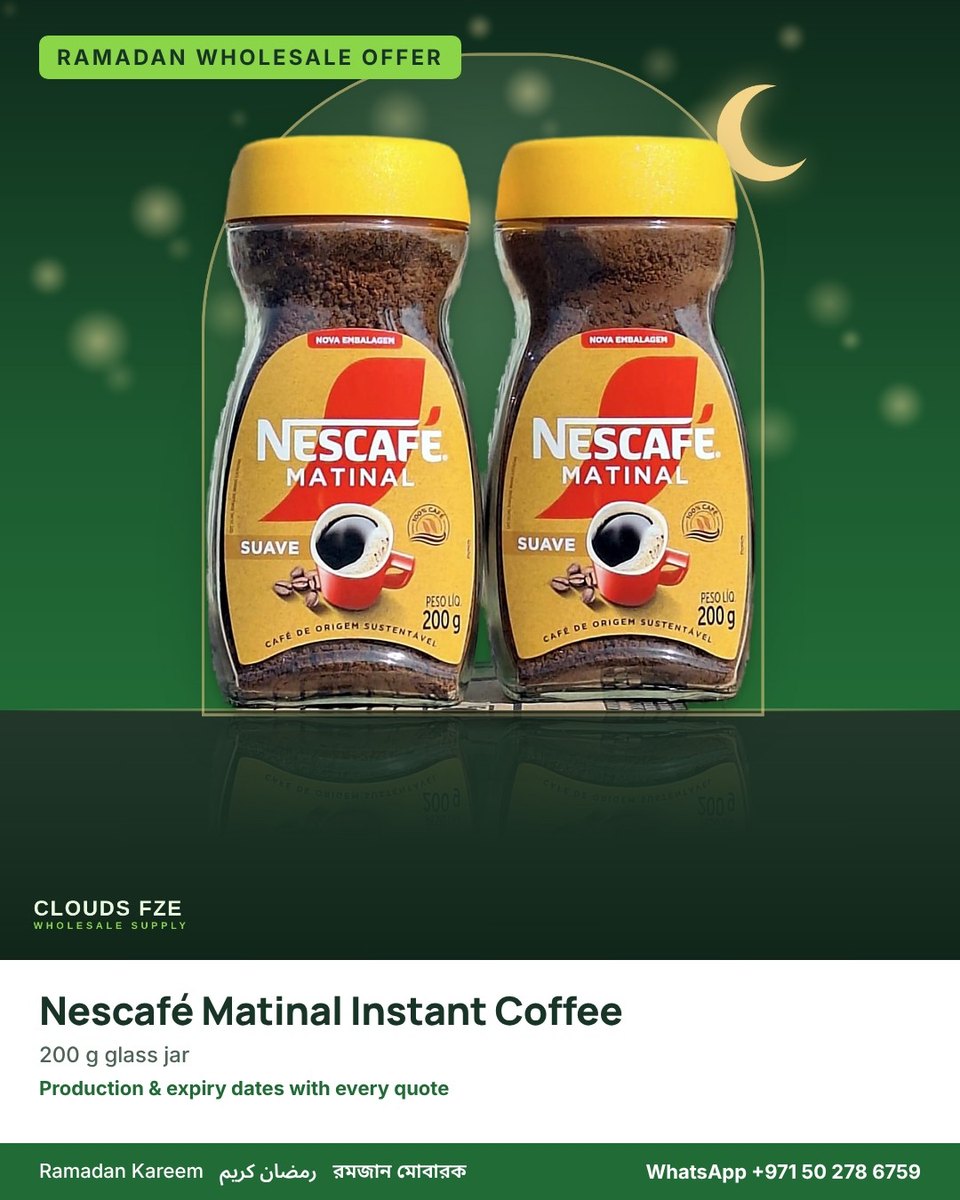 RAMADAN WHOLESALE OFFER
NOVA EMBALAGEM
NESCAFÉ
MATINAL
100% CAFÉ
SUAVE
PESO LÍQ.
200 g
CAFÉ DE ORIGEM SUSTENTÁVEL
NOVA EMBALAGEM
NESCAFÉ.
MATINAL
100% CAFÉ
SUAVE
PESO LÍQ.
200 g
CAFÉ DE ORIGEM SUSTENTÁVEL
CLOUDS FZE
WHOLESALE SUPPLY
Nescafé Matinal Instant Coffee
200 g glass jar
Production & expiry dates with every quote
Ramadan Kareem رمضان كريم রমজান মোবারক
WhatsApp +971 50 278 6759